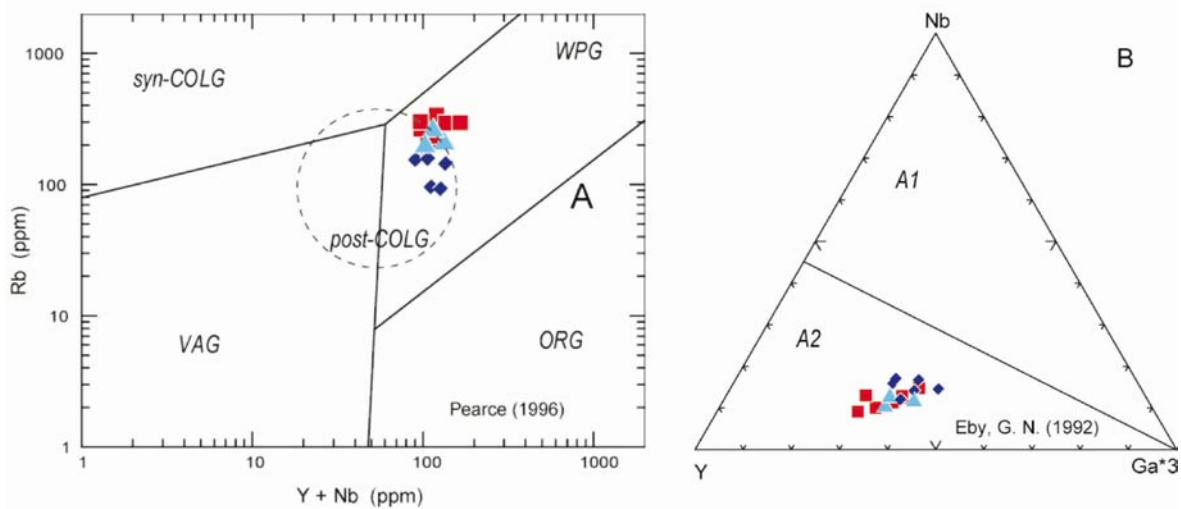 Nb
B
1000
syn-COLG
WPG
A1
100
A
post-COLG
Rb (ppm)
10
VAG
ORG
A2
Pearce (1996)
Eby, G. N. (1992)
1
1
10
100
1000
Y + Nb (ppm)
Y
Ga*3